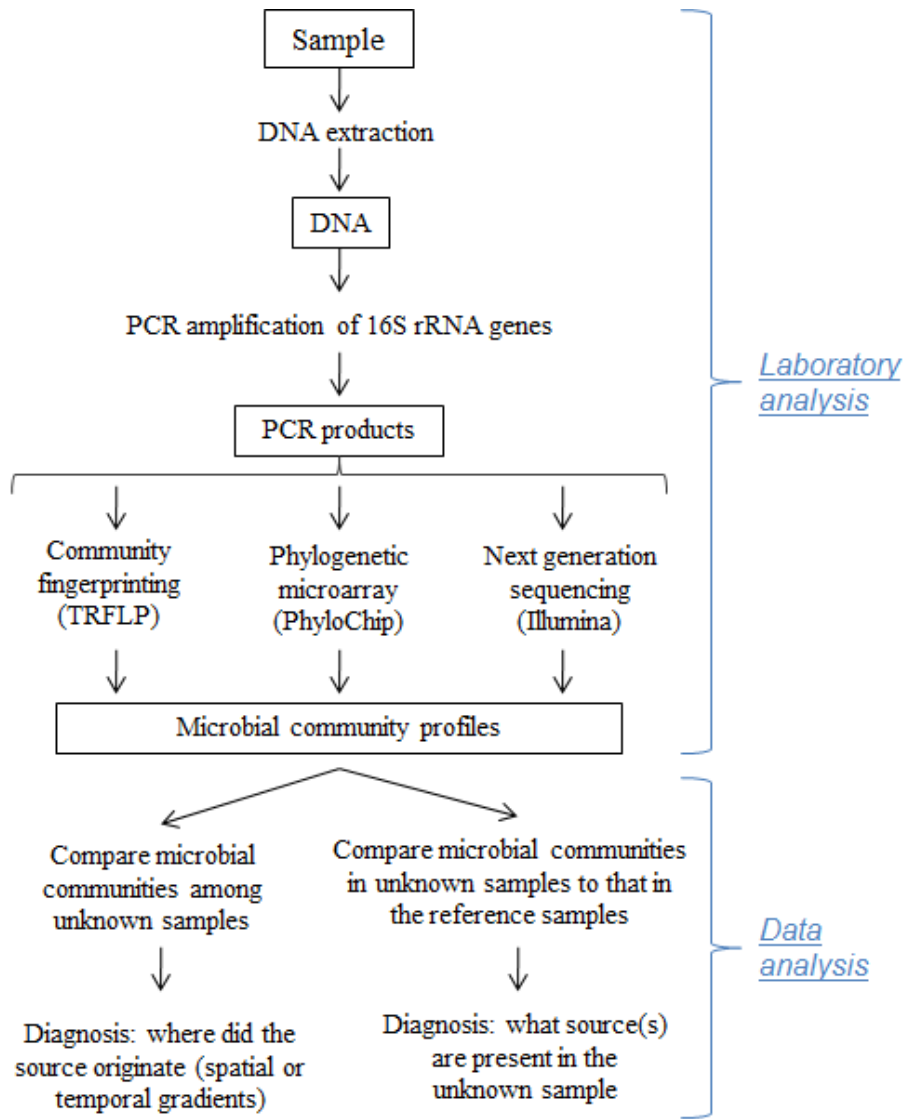 Sample
DNA extraction
DNA
PCR amplification of 16S rRNA genes
Laboratory
analysis
PCR products
Community
fingerprinting
(TRFLP)
Phylogenetic
microarray
(PhyloChip)
Next generation
sequencing
(Illumina)
Microbial community profiles
Compare microbial
communities among
unknown samples
Compare microbial communities
in unknown samples to that in
the reference samples
Data
analysis
Diagnosis: where did the
source originate (spatial or
temporal gradients)
Diagnosis: what source(s)
are present in the
unknown sample